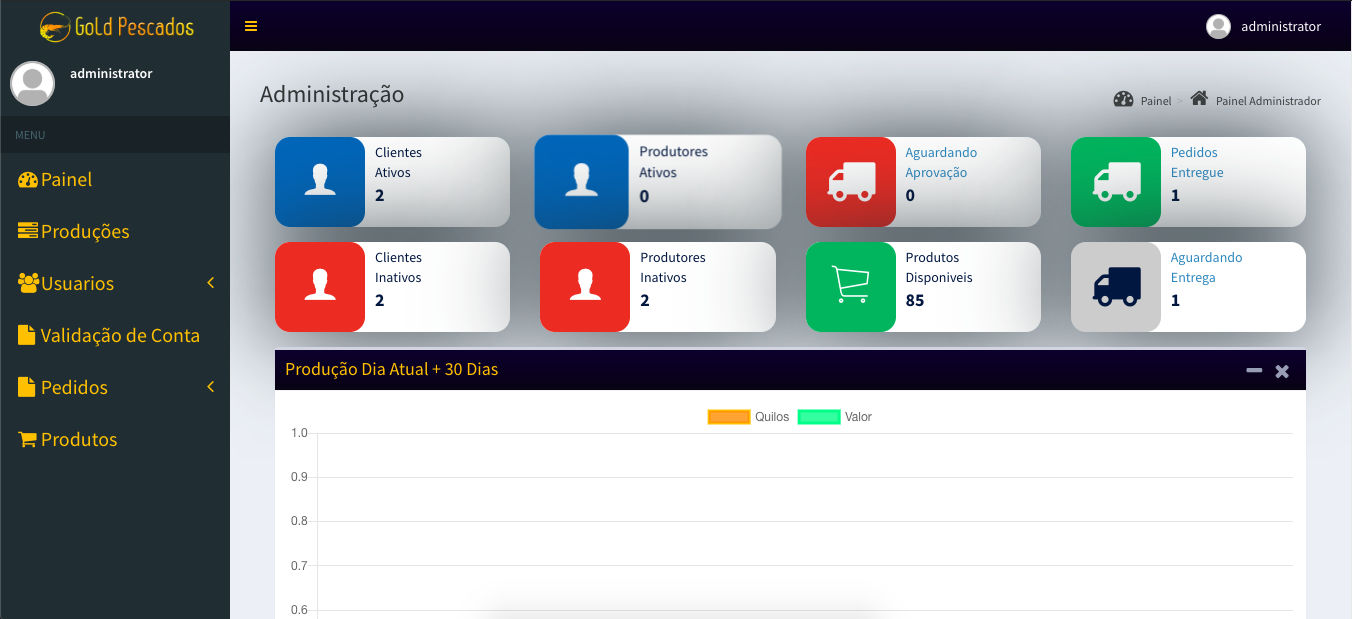 Gold Pescados
administrator
administrator
MENU
Painel
Produções
Usuarios
Validação de Conta
Pedidos
Produtos
Administração
Painel > Painel Administrador
Clientes
Ativos
2
Produtores
Ativos
0
Aguardando
Aprovação
0
Pedidos
Entregue
1
Clientes
Inativos
2
Produtores
Inativos
2
Produtos
Disponiveis
85
Aguardando
Entrega
1
Produção Dia Atual + 30 Dias
Quilos Valor
1.0
0.9
0.8
0.7
0.6